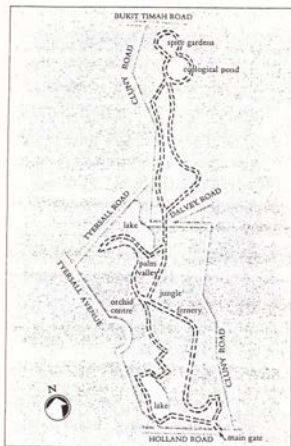 BUKIT TIMAH ROAD
spice gardens
CLUNY ROAD
ecological pond
DALVEY ROAD
TYERSALL ROAD
lake
palm
valley
TYERSALL AVENUE
orchid
centre
jungle
fernery
CLUNY ROAD
lake
N
HOLLAND ROAD
main gate